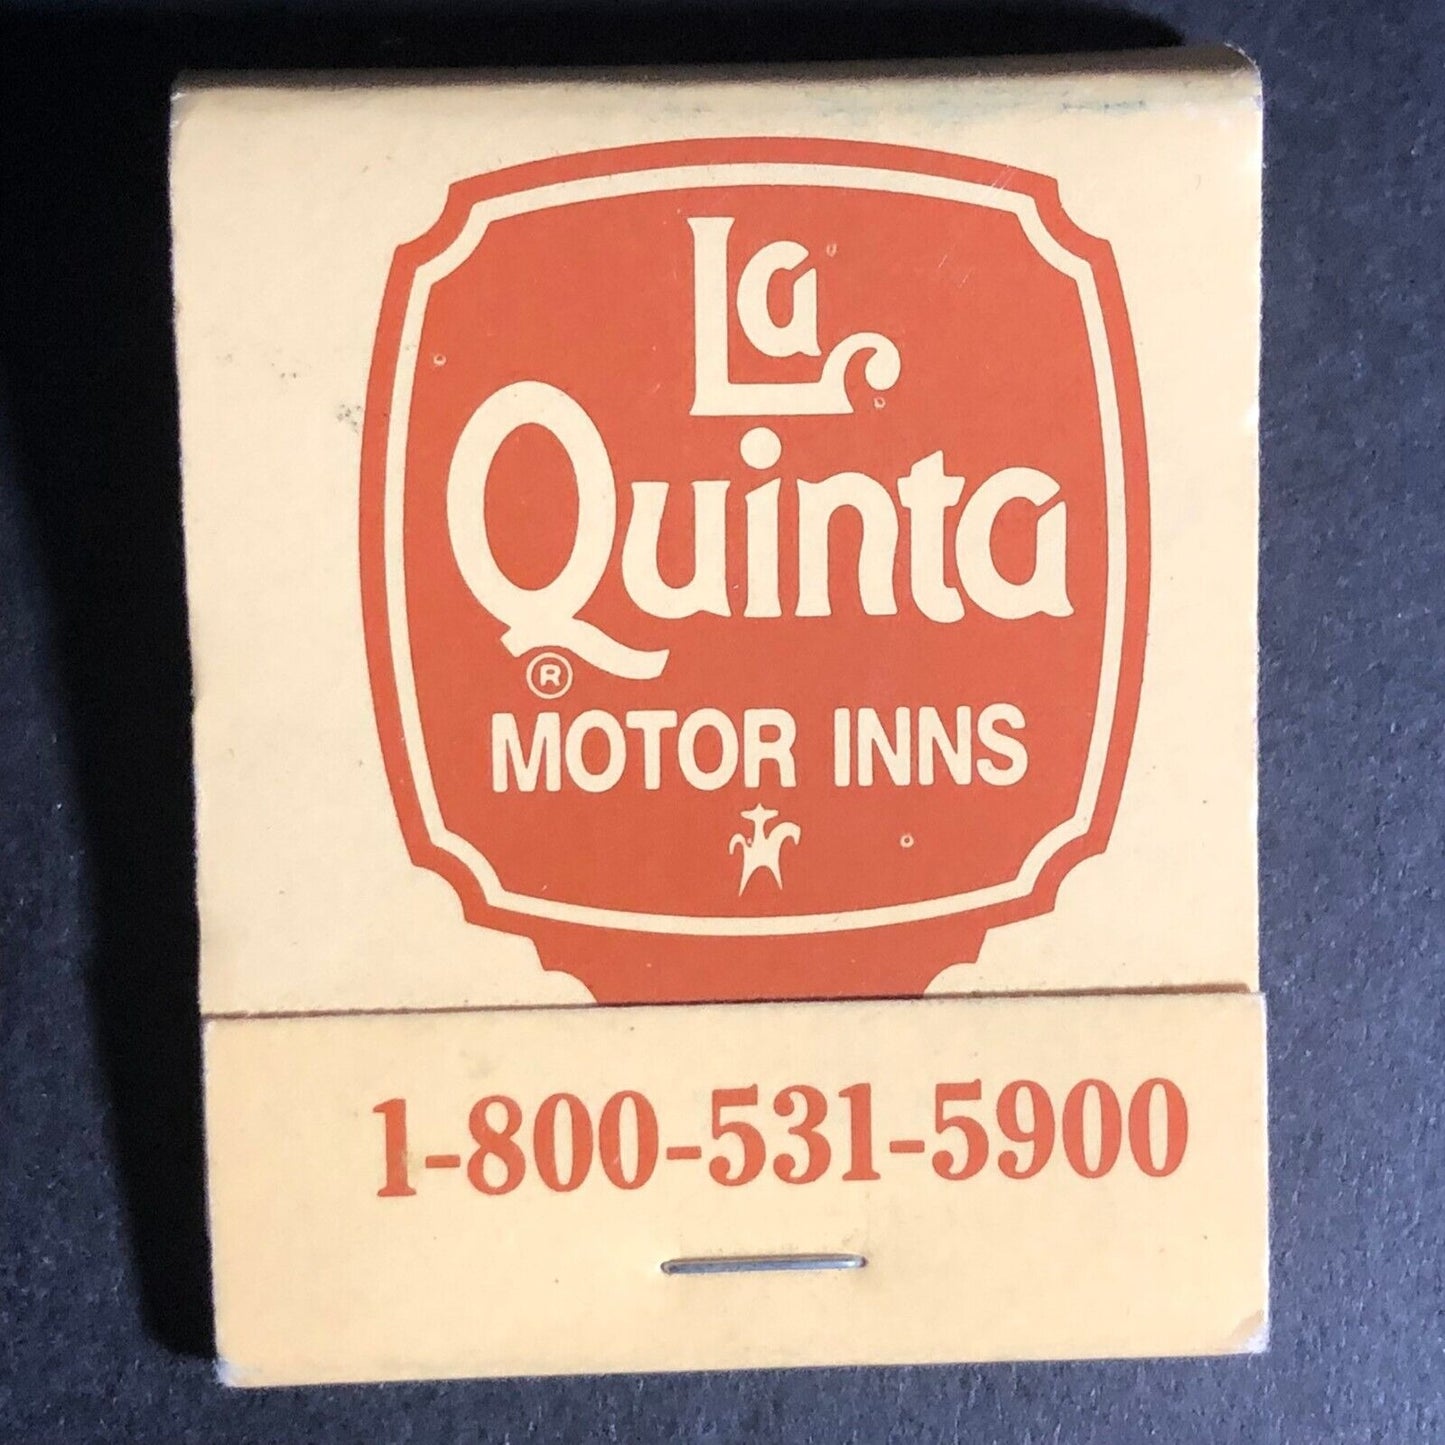 La
Quinta
®
MOTOR INNS
1-800-531-5900